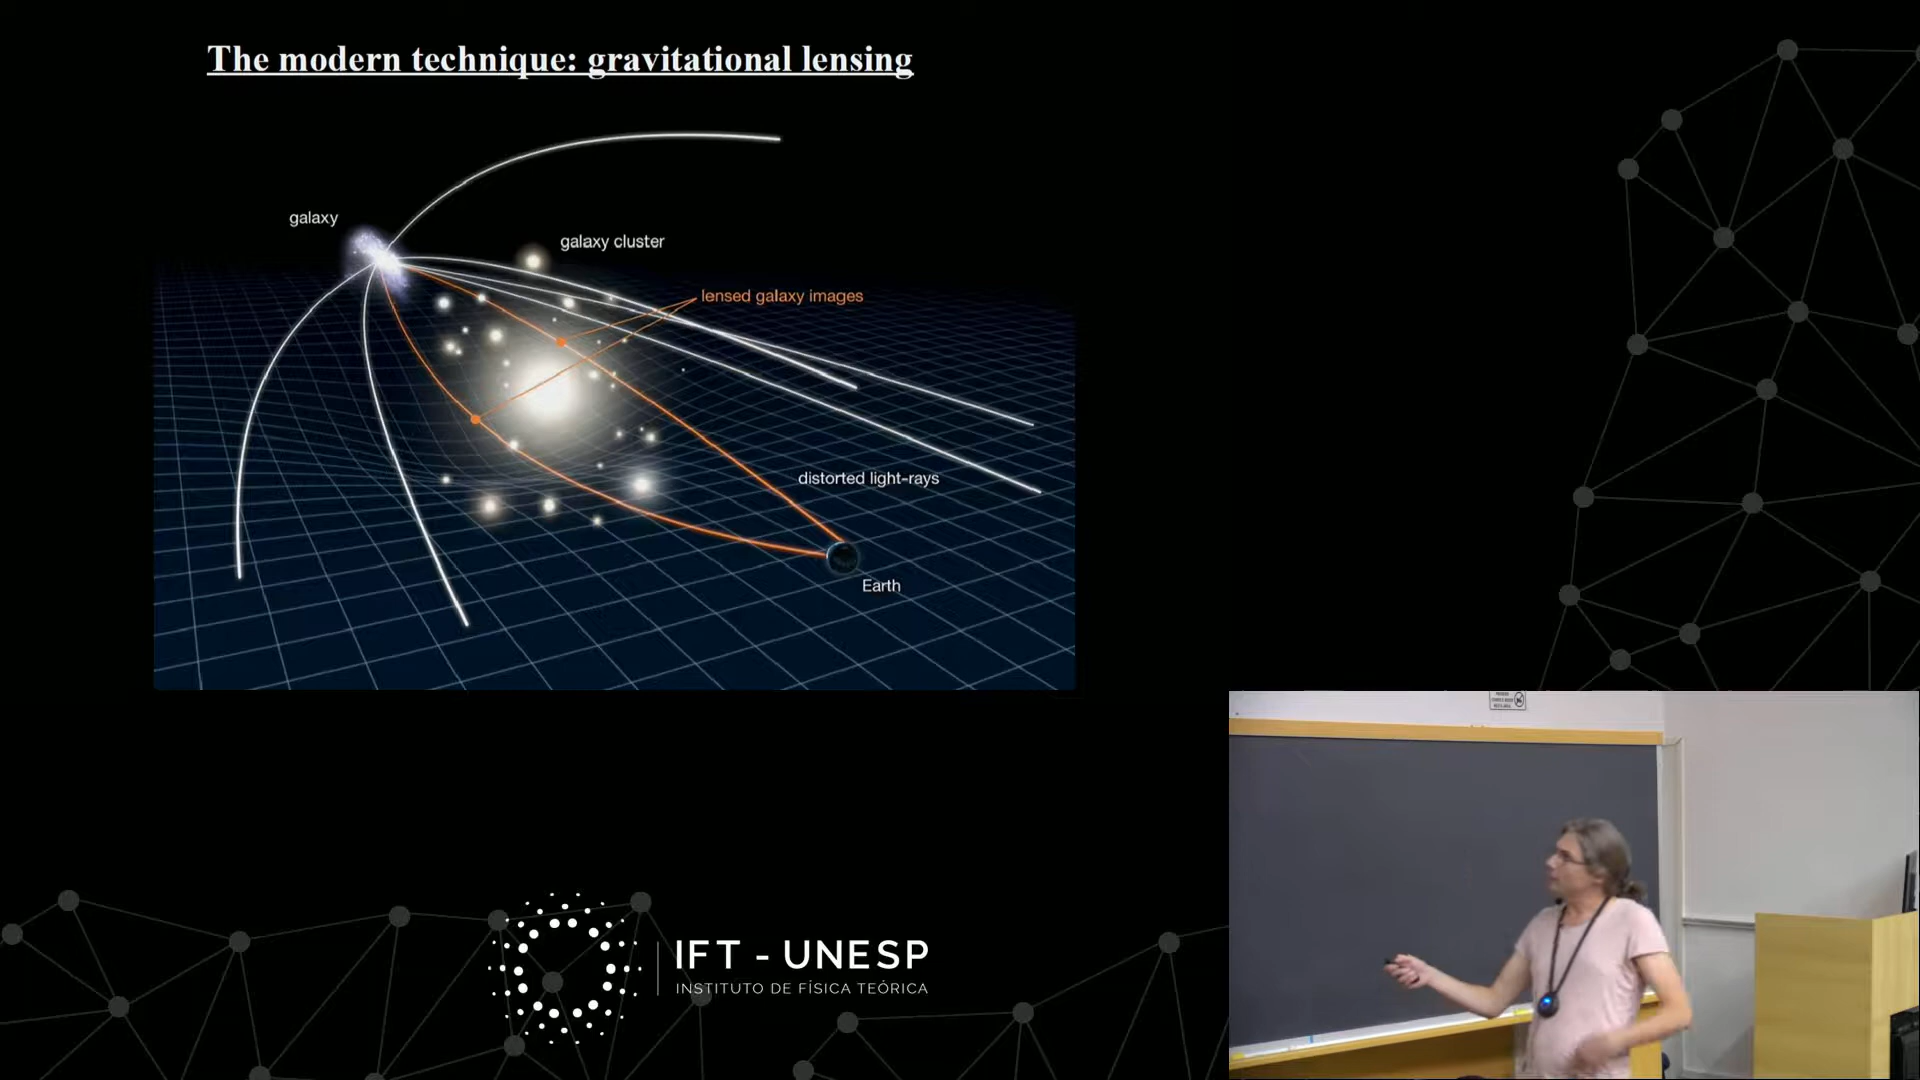 The modern technique: gravitational lensing
galaxy
galaxy cluster
lensed galaxy images
distorted light-rays
Earth
IFT - UNESP
INSTITUTO DE FÍSICA TEÓRICA